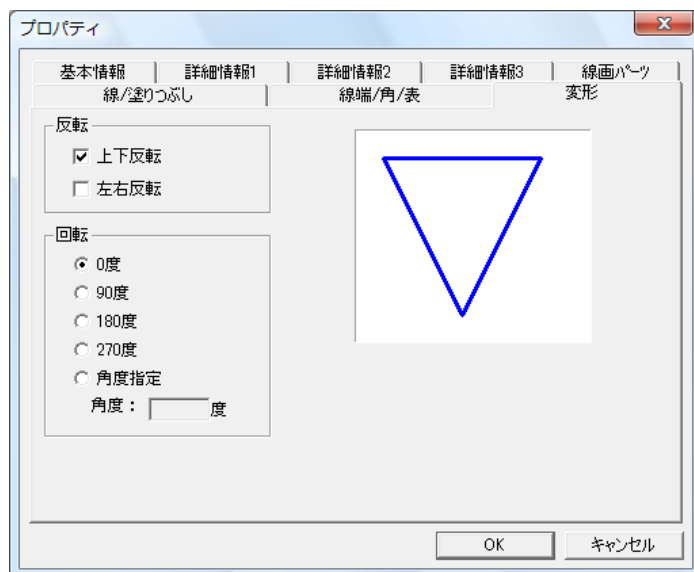 プロパティ
基本情報 詳細情報1 詳細情報2 詳細情報3 線画パーツ
線/塗りつぶし 線端/角/表 変形
反転
上下反転
左右反転
回転
0度
90度
180度
270度
角度指定
角度： 度
OK キャンセル